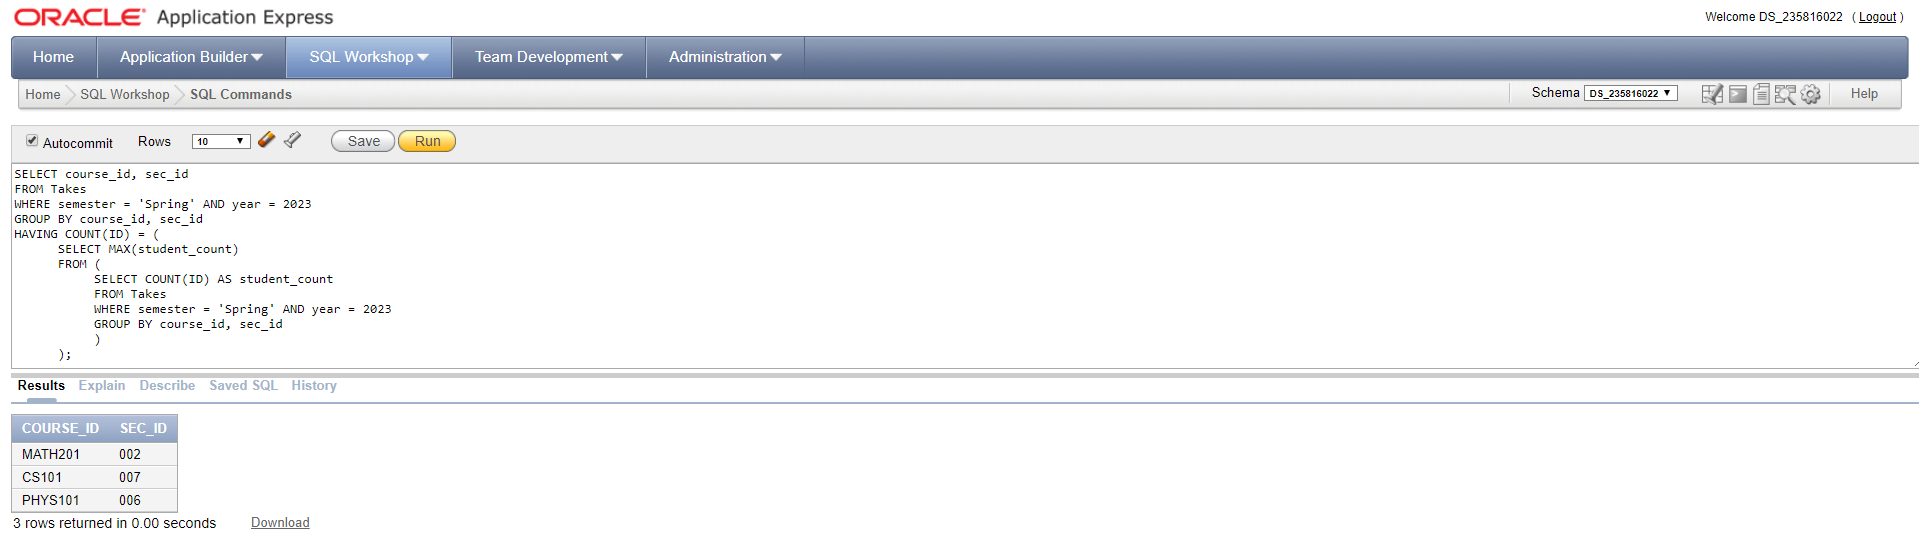 ORACLE Application Express
Welcome DS_235816022 ( Logout )
Home Application Builder SQL Workshop Team Development Administration
Home SQL Workshop SQL Commands Schema DS_235816022 Help
Autocommit Rows 10 Save Run
SELECT course_id, sec_id
FROM Takes
WHERE semester = 'Spring' AND year = 2023
GROUP BY course_id, sec_id
HAVING COUNT(ID) = (
SELECT MAX(student_count)
FROM (
SELECT COUNT(ID) AS student_count
FROM Takes
WHERE semester = 'Spring' AND year = 2023
GROUP BY course_id, sec_id
)
);
Results Explain Describe Saved SQL History
COURSE_ID SEC_ID
MATH201 002
CS101 007
PHYS101 006
3 rows returned in 0.00 seconds Download